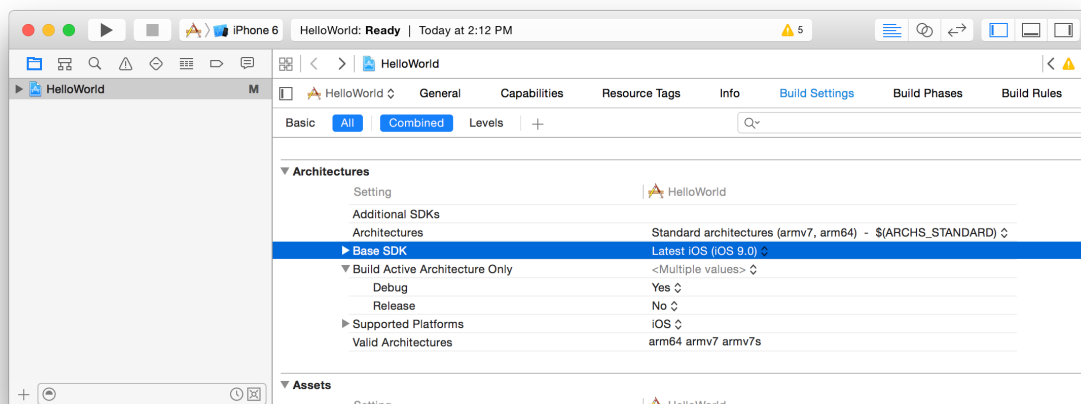 iPhone 6 HelloWorld: Ready | Today at 2:12 PM 5
HelloWorld
HelloWorld M
HelloWorld General Capabilities Resource Tags Info Build Settings Build Phases Build Rules
Basic All Combined Levels
Architectures
Setting HelloWorld
Additional SDKs
Architectures Standard architectures (armv7, arm64) - $(ARCHS_STANDARD)
Base SDK Latest iOS (iOS 9.0)
Build Active Architecture Only <Multiple values>
Debug Yes
Release No
Supported Platforms iOS
Valid Architectures arm64 armv7 armv7s
Assets
Setting HelloWorld